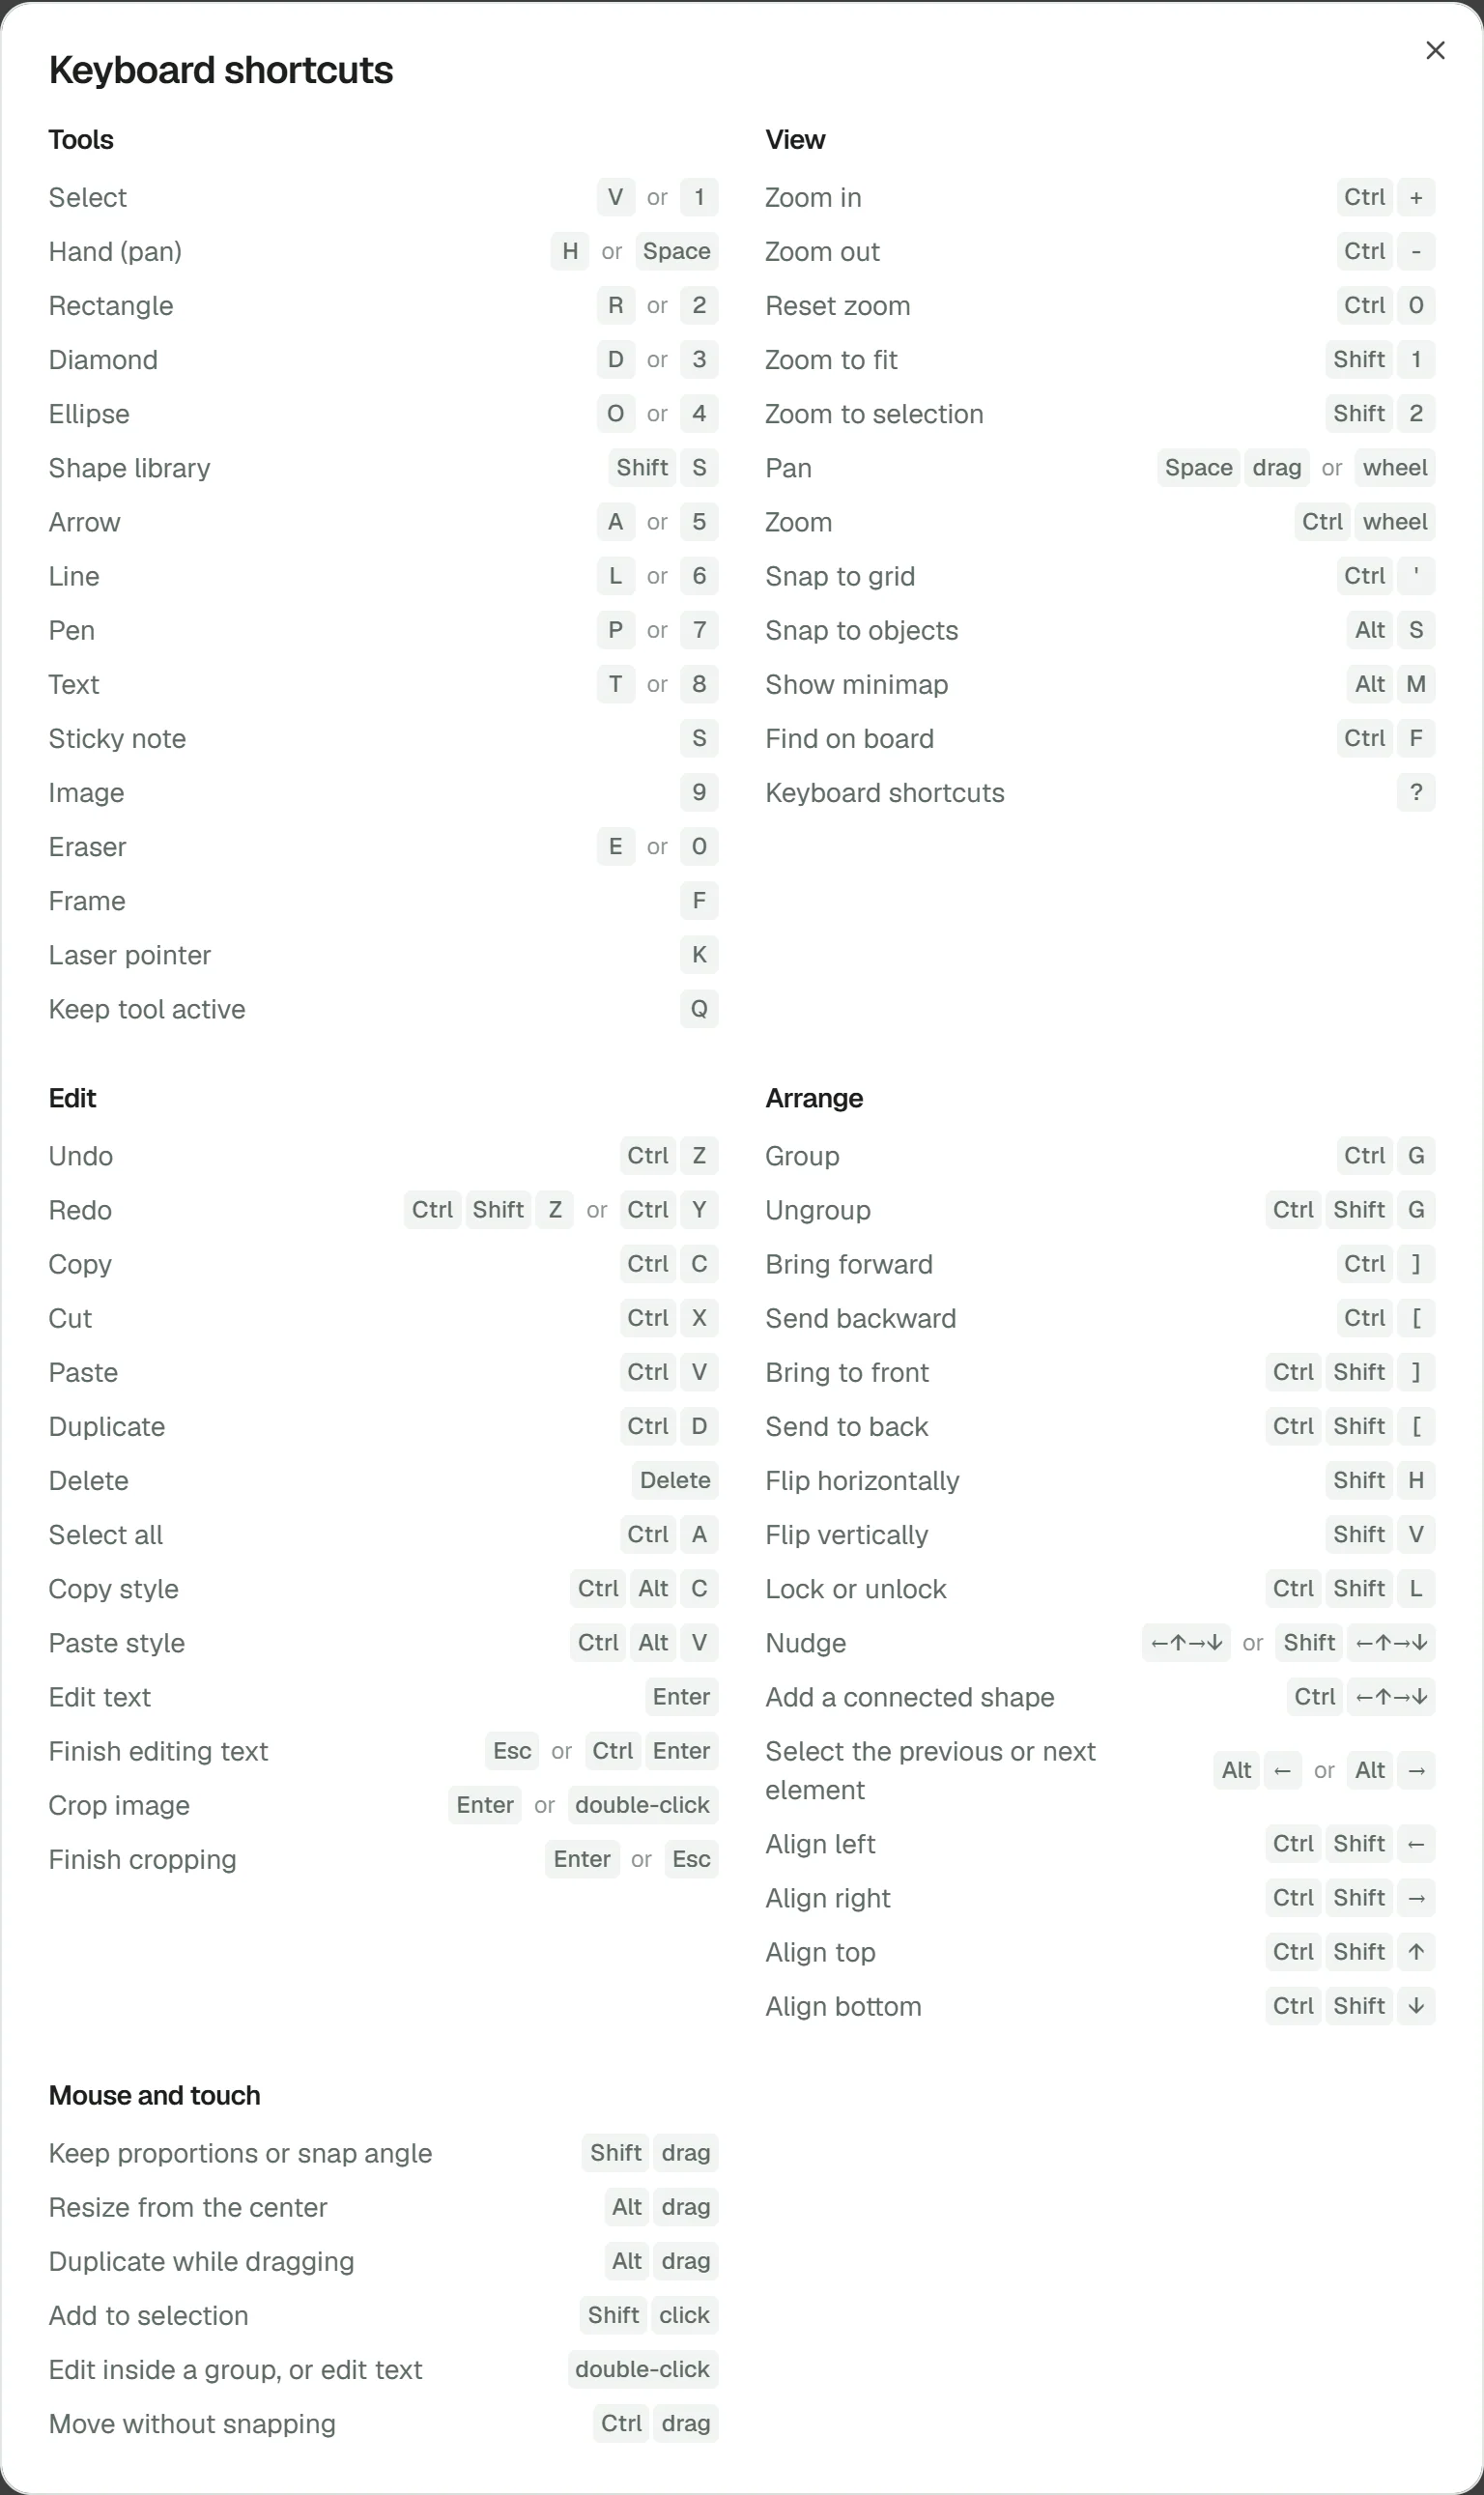 Keyboard shortcuts
Tools
Select V or 1
Hand (pan) H or Space
Rectangle R or 2
Diamond D or 3
Ellipse O or 4
Shape library Shift S
Arrow A or 5
Line L or 6
Pen P or 7
Text T or 8
Sticky note S
Image 9
Eraser E or 0
Frame F
Laser pointer K
Keep tool active Q
View
Zoom in Ctrl +
Zoom out Ctrl -
Reset zoom Ctrl 0
Zoom to fit Shift 1
Zoom to selection Shift 2
Pan Space drag or wheel
Zoom Ctrl wheel
Snap to grid Ctrl '
Snap to objects Alt S
Show minimap Alt M
Find on board Ctrl F
Keyboard shortcuts ?
Edit
Undo Ctrl Z
Redo Ctrl Shift Z or Ctrl Y
Copy Ctrl C
Cut Ctrl X
Paste Ctrl V
Duplicate Ctrl D
Delete Delete
Select all Ctrl A
Copy style Ctrl Alt C
Paste style Ctrl Alt V
Edit text Enter
Finish editing text Esc or Ctrl Enter
Crop image Enter or double-click
Finish cropping Enter or Esc
Arrange
Group Ctrl G
Ungroup Ctrl Shift G
Bring forward Ctrl ]
Send backward Ctrl [
Bring to front Ctrl Shift ]
Send to back Ctrl Shift [
Flip horizontally Shift H
Flip vertically Shift V
Lock or unlock Ctrl Shift L
Nudge ←↑→↓ or Shift ←↑→↓
Add a connected shape Ctrl ←↑→↓
Select the previous or next
element Alt ← or Alt →
Align left Ctrl Shift ←
Align right Ctrl Shift →
Align top Ctrl Shift ↑
Align bottom Ctrl Shift ↓
Mouse and touch
Keep proportions or snap angle Shift drag
Resize from the center Alt drag
Duplicate while dragging Alt drag
Add to selection Shift click
Edit inside a group, or edit text double-click
Move without snapping Ctrl drag